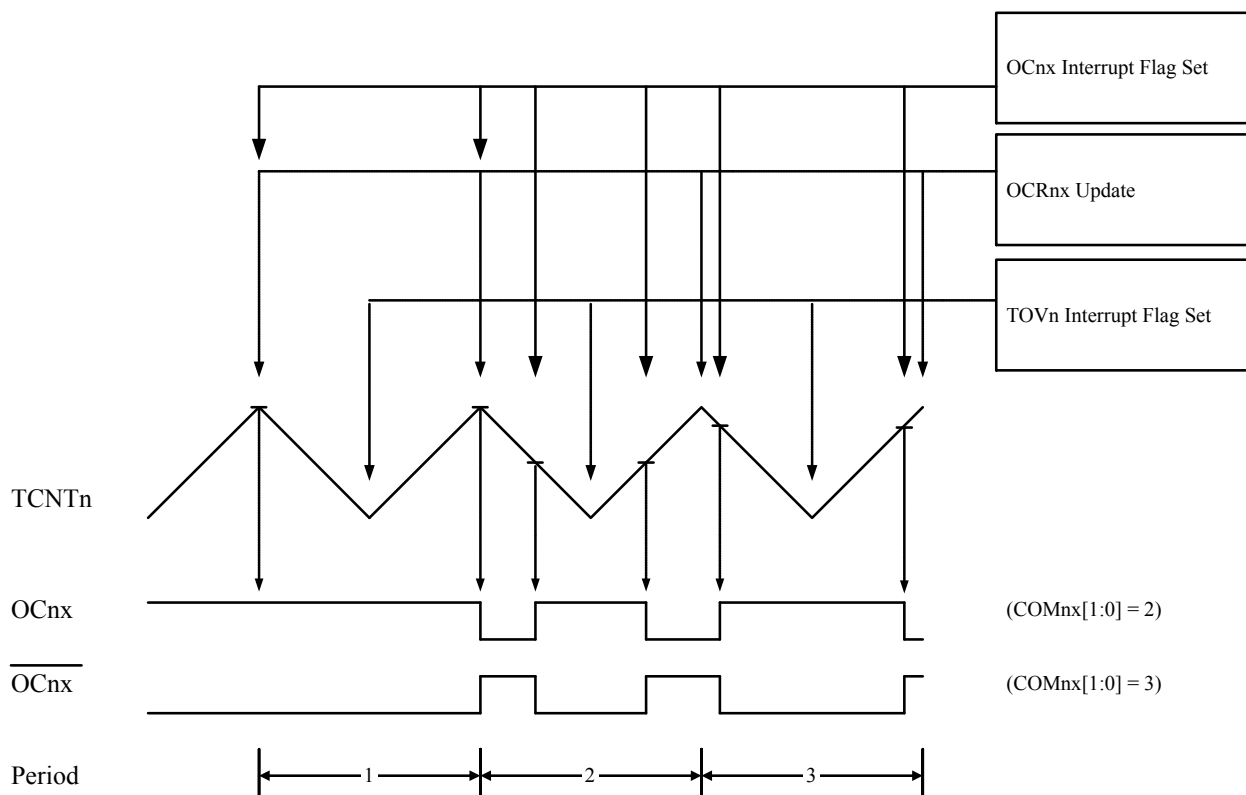 OCnx Interrupt Flag Set
OCRnx Update
TOVn Interrupt Flag Set
TCNTn
OCnx
(COMnx[1:0] = 2)
OCnx
(COMnx[1:0] = 3)
Period
1
2
3